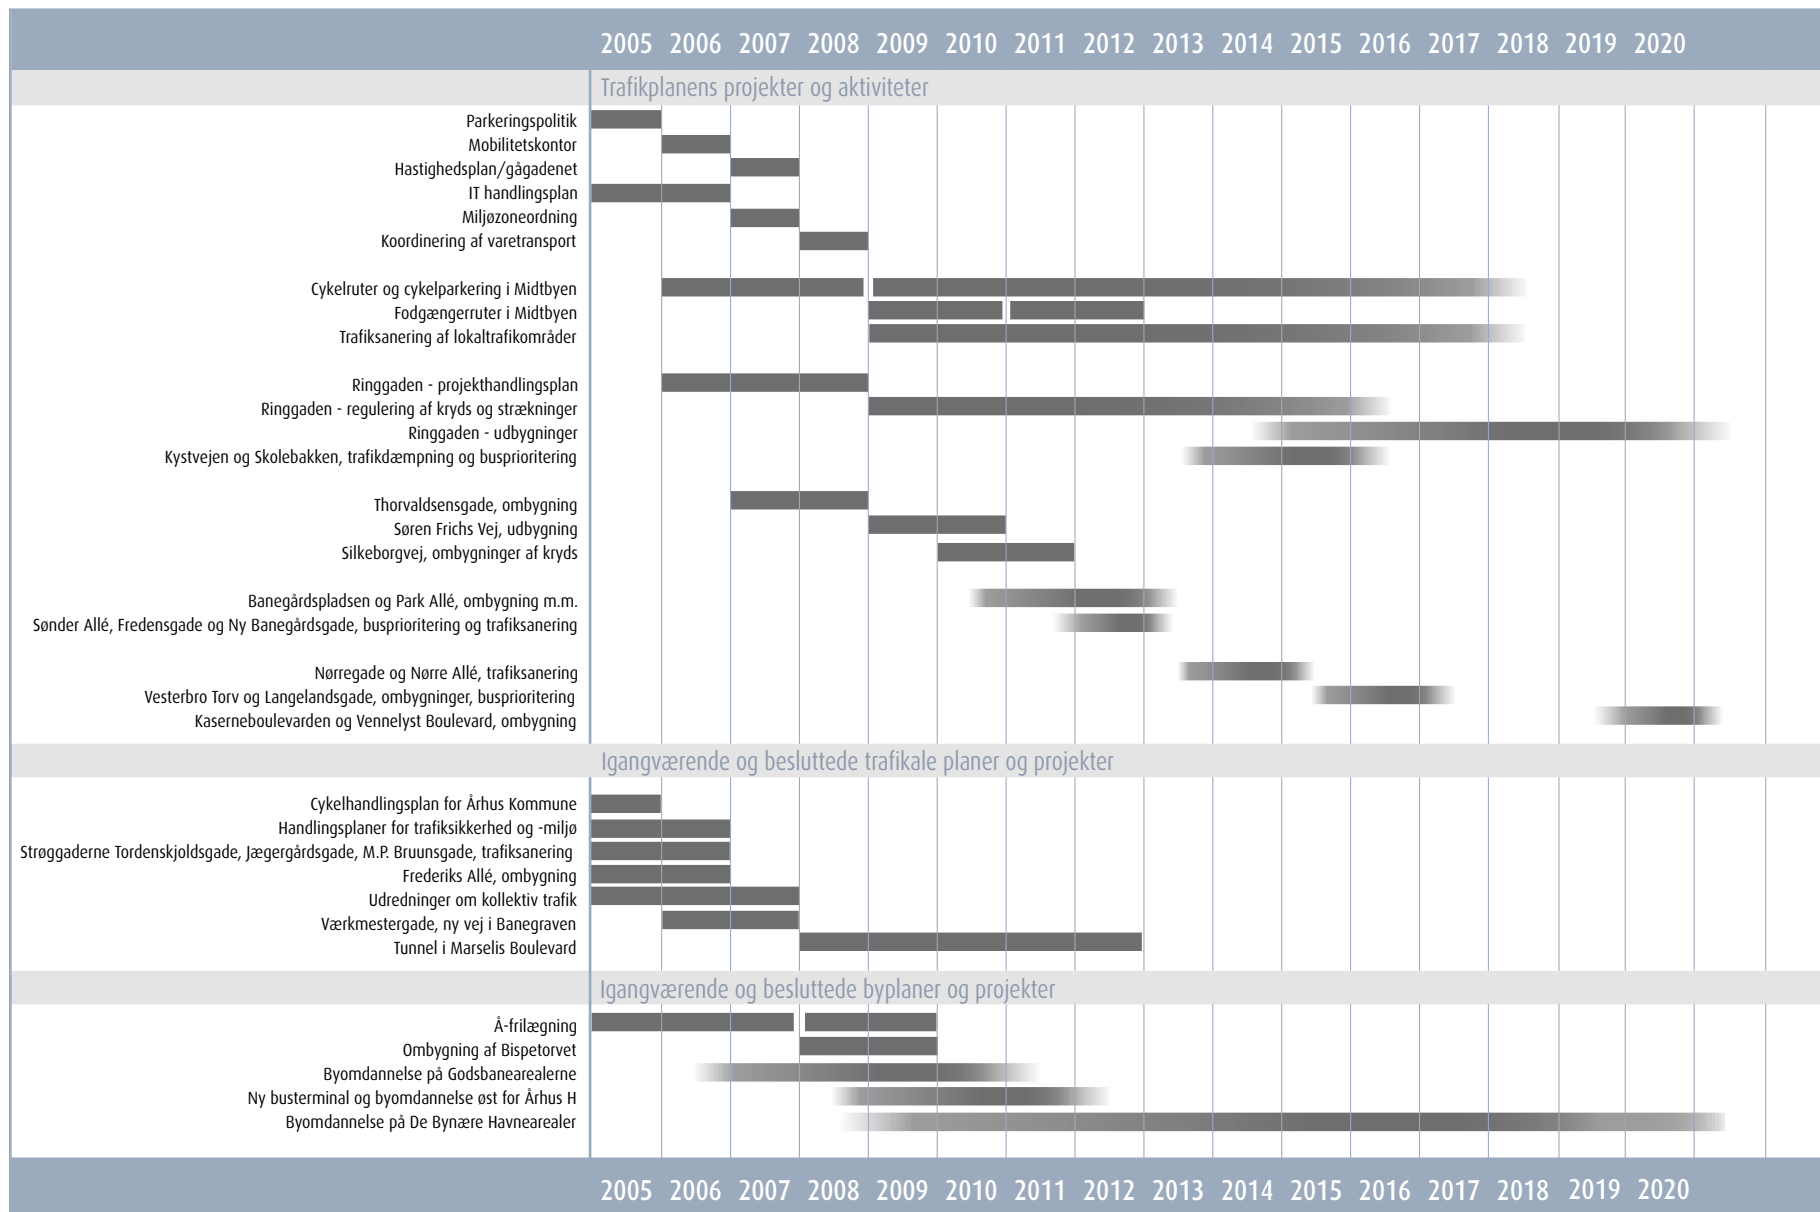 2005 2006 2007 2008 2009 2010 2011 2012 2013 2014 2015 2016 2017 2018 2019 2020
Trafikplanens projekter og aktiviteter
Parkeringspolitik
Mobilitetskontor
Hastighedsplan/gågadenet
IT handlingsplan
Miljøzoneordning
Koordinering af varetransport
Cykelruter og cykelparkering i Midtbyen
Fodgængerruter i Midtbyen
Trafiksanering af lokaltrafikområder
Ringgaden - projekthandlingsplan
Ringgaden - regulering af kryds og strækninger
Ringgaden - udbygninger
Kystvejen og Skolebakken, trafikdæmpning og busprioritering
Thorvaldsensgade, ombygning
Søren Frichs Vej, udbygning
Silkeborgvej, ombygninger af kryds
Banegårdspladsen og Park Allé, ombygning m.m.
Sønder Allé, Fredensgade og Ny Banegårdsgade, busprioritering og trafiksanering
Nørregade og Nørre Allé, trafiksanering
Vesterbro Torv og Langelandsgade, ombygninger, busprioritering
Kaserneboulevarden og Vennelyst Boulevard, ombygning
Igangværende og besluttede trafikale planer og projekter
Cykelhandlingsplan for Århus Kommune
Handlingsplaner for trafiksikkerhed og -miljø
Strøggaderne Tordenskjoldsgade, Jægergårdsgade, M.P. Bruunsgade, trafiksanering
Frederiks Allé, ombygning
Udredninger om kollektiv trafik
Værkmestergade, ny vej i Banegraven
Tunnel i Marselis Boulevard
Igangværende og besluttede byplaner og projekter
Å-frilægning
Ombygning af Bispetorvet
Byomdannelse på Godsbanearealerne
Ny busterminal og byomdannelse øst for Århus H
Byomdannelse på De Bynære Havnearealer
2005 2006 2007 2008 2009 2010 2011 2012 2013 2014 2015 2016 2017 2018 2019 2020